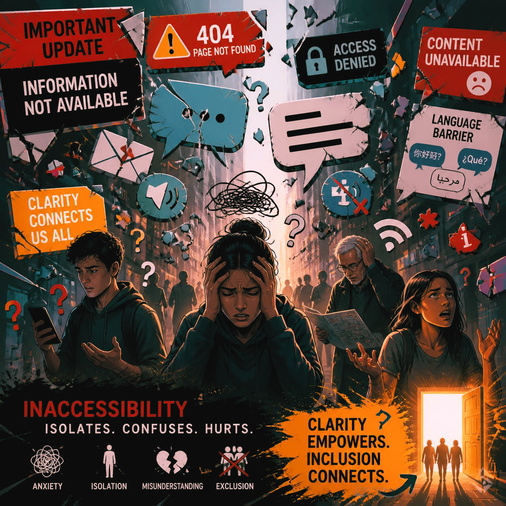 IMPORTANT
UPDATE
INFORMATION
NOT AVAILABLE
404
PAGE NOT FOUND
ACCESS
DENIED
CONTENT
UNAVAILABLE
?
LANGUAGE
BARRIER
你好吗?
¿Qué?
مرحبا
CLARITY
CONNECTS
US ALL
?
?
?
?
?
?
?
i
INACCESSIBILITY
ISOLATES. CONFUSES. HURTS.
ANXIETY
ISOLATION
MISUNDERSTANDING
EXCLUSION
CLARITY ?
EMPOWERS.
INCLUSION
CONNECTS.